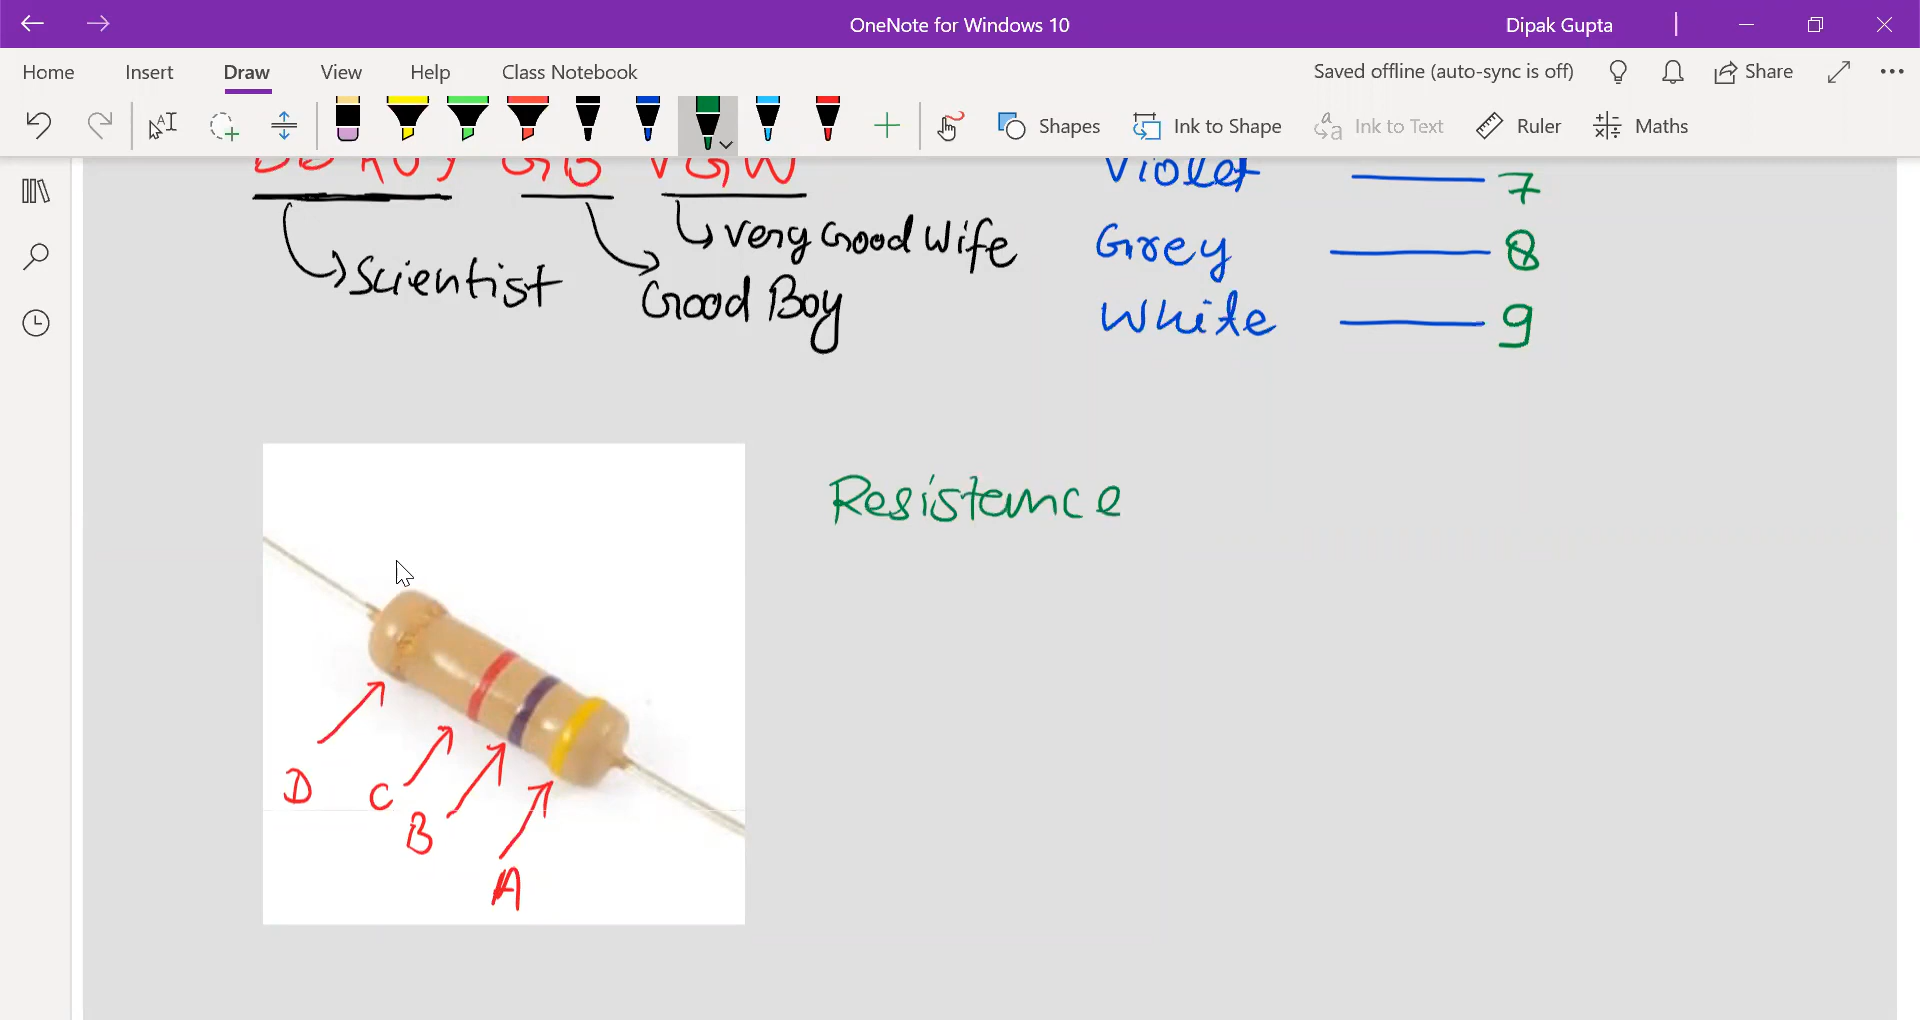 OneNote for Windows 10
Dipak Gupta
Home Insert Draw View Help Class Notebook
Saved offline (auto-sync is off) Share
Shapes Ink to Shape Ink to Text Ruler Maths
Violet 7
Very Good Wife
Grey 8
Scientist
Good Boy
White 9
Resistance
D
C
B
A